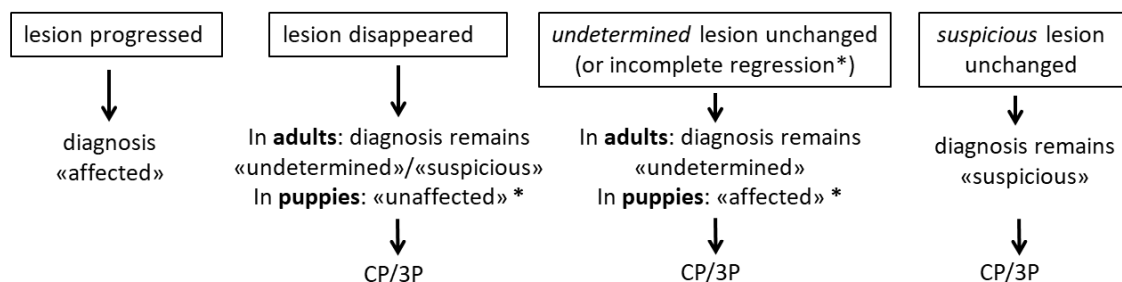 lesion progressed
diagnosis
«affected»
lesion disappeared
In adults: diagnosis remains
«undetermined»/«suspicious»
In puppies: «unaffected» *
CP/3P
undetermined lesion unchanged
(or incomplete regression*)
In adults: diagnosis remains
«undetermined»
In puppies: «affected» *
CP/3P
suspicious lesion
unchanged
diagnosis remains
«suspicious»
CP/3P